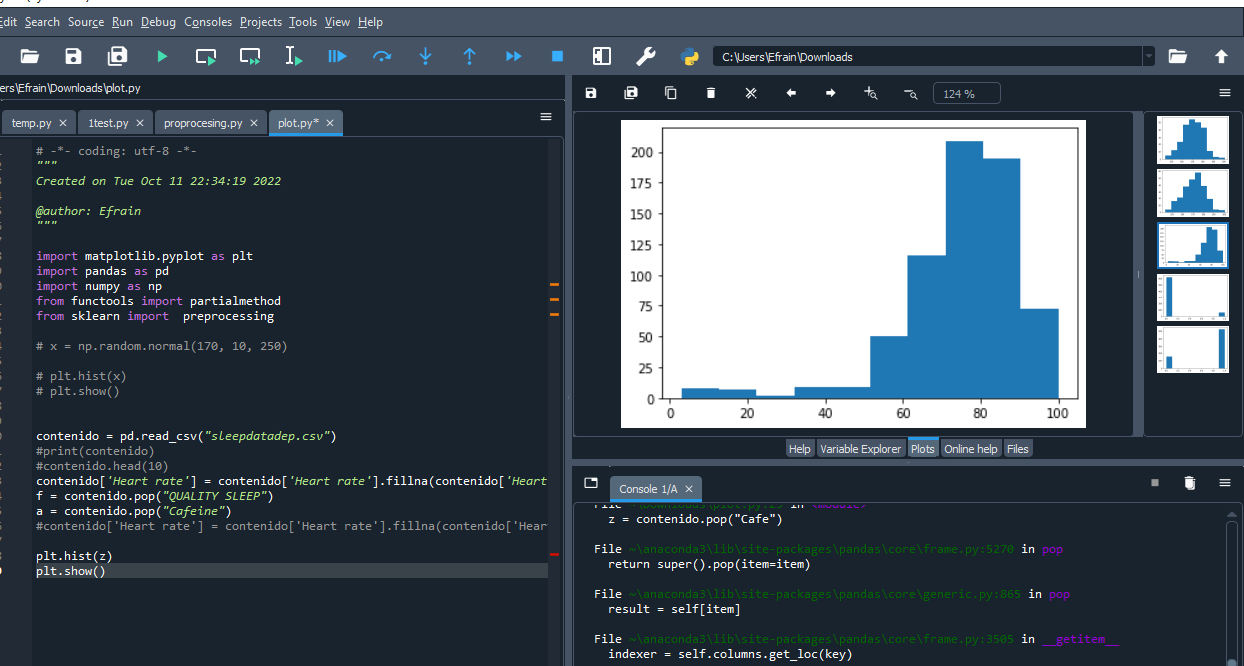 dit Search Source Run Debug Consoles Projects Tools View Help
C:\Users\Efrain\Downloads
ers\Efrain\Downloads\plot.py
124 %
temp.py 1test.py proprocesing.py plot.py*
# -*- coding: utf-8 -*-
"""
Created on Tue Oct 11 22:34:19 2022
@author: Efrain
"""
import matplotlib.pyplot as plt
import pandas as pd
import numpy as np
from functools import partialmethod
from sklearn import preprocessing
# x = np.random.normal(170, 10, 250)
# plt.hist(x)
# plt.show()
contenido = pd.read_csv("sleepdatadep.csv")
#print(contenido)
#contenido.head(10)
contenido['Heart rate'] = contenido['Heart rate'].fillna(contenido['Heart
f = contenido.pop("QUALITY SLEEP")
a = contenido.pop("Cafeine")
#contenido['Heart rate'] = contenido['Heart rate'].fillna(contenido['Hear
plt.hist(z)
plt.show()
200
175
150
125
100
75
50
25
0
0 20 40 60 80 100
Help Variable Explorer Plots Online help Files
Console 1/A
z = contenido.pop("Cafe")
File ~\anaconda3\lib\site-packages\pandas\core\frame.py:5270 in pop
return super().pop(item=item)
File ~\anaconda3\lib\site-packages\pandas\core\generic.py:865 in pop
result = self[item]
File ~\anaconda3\lib\site-packages\pandas\core\frame.py:3505 in __getitem__
indexer = self.columns.get_loc(key)